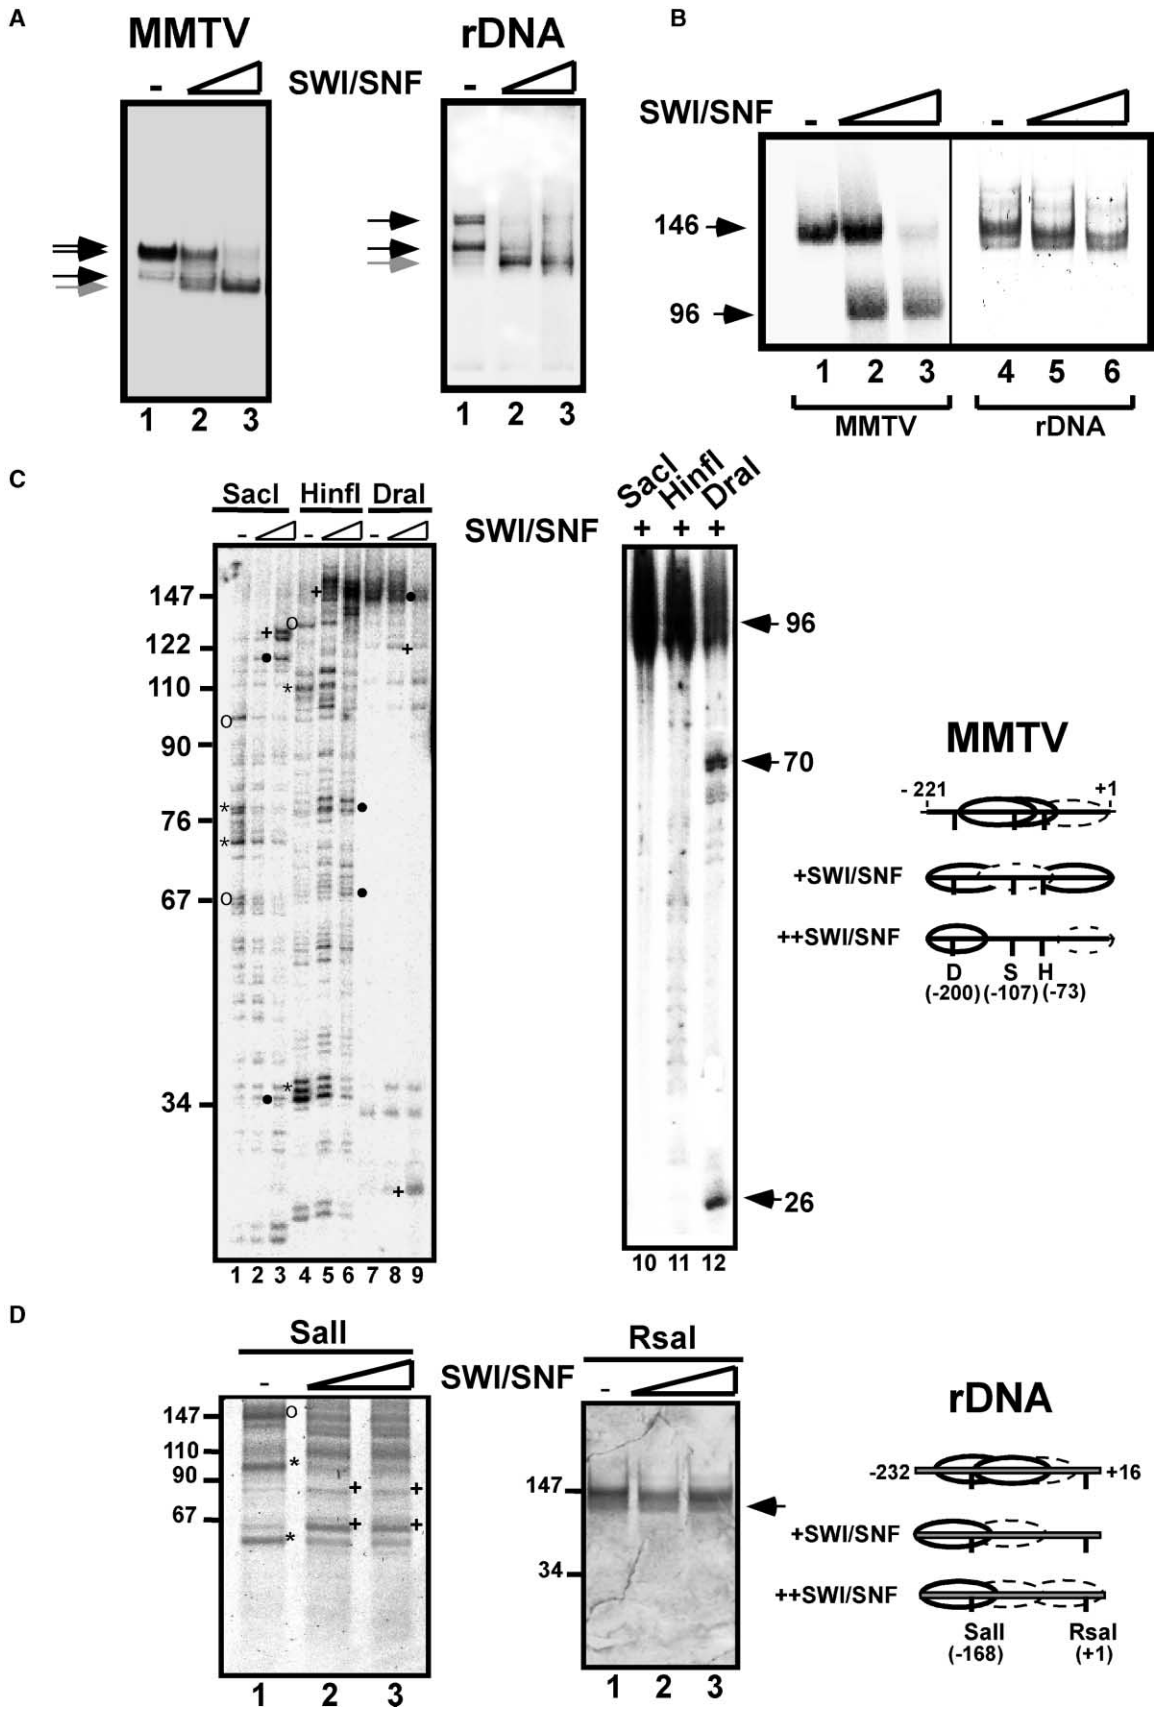 A
MMTV
rDNA
SWI/SNF
-
-
1 2 3
1 2 3
B
SWI/SNF
-
-
146
96
1 2 3 4 5 6
MMTV
rDNA
C
SacI HinfI DraI
- - -
147
122
110
90
76
67
34
+ o + • + • * o * * o • • • * • +
1 2 3 4 5 6 7 8 9
SacI HinfI DraI
SWI/SNF + + +
96
70
26
10 11 12
MMTV
- 221 +1
+SWI/SNF
++SWI/SNF
D S H
(-200) (-107) (-73)
D
SalI
-
SWI/SNF
147
110
90
67
o * + + + + *
1 2 3
RsaI
-
147
34
1 2 3
rDNA
-232 +16
+SWI/SNF
++SWI/SNF
SalI RsaI
(-168) (+1)